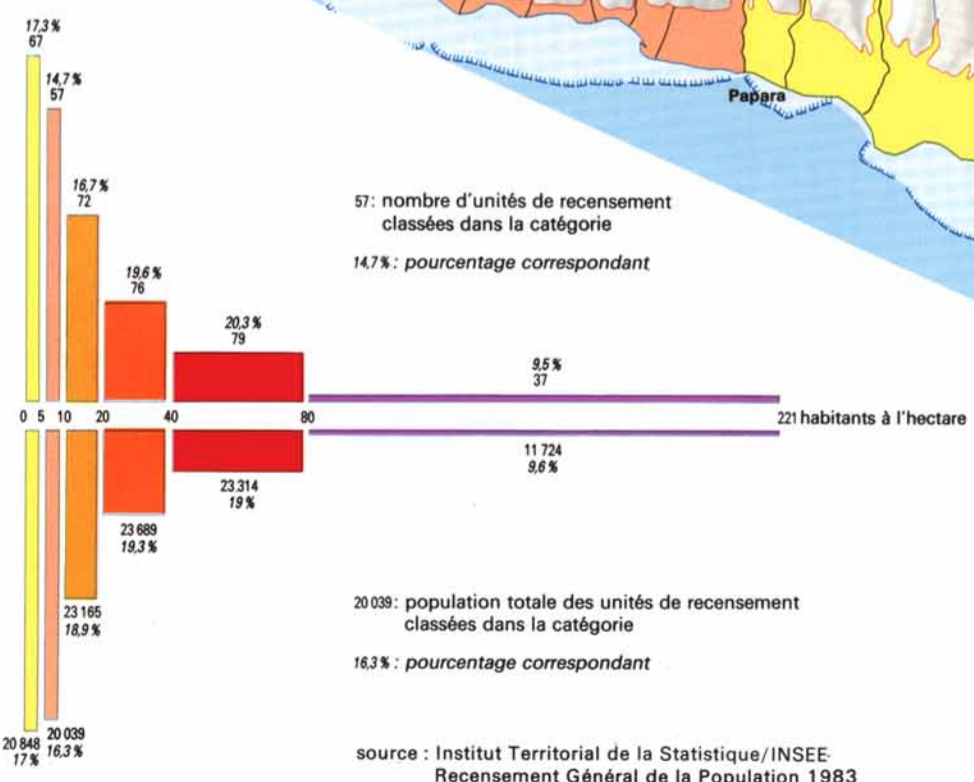 17,3 %
67
14,7 %
57
Papara
16,7 %
72
57: nombre d'unités de recensement
classées dans la catégorie
14,7 % : pourcentage correspondant
19,6 %
76
20,3 %
79
9,5 %
37
0 5 10 20 40 80 221 habitants à l'hectare
11 724
9,6 %
23 314
19 %
23 689
19,3 %
23 165
18,9 %
20 039: population totale des unités de recensement
classées dans la catégorie
16,3 % : pourcentage correspondant
20 039
16,3 %
20 848
17 %
source : Institut Territorial de la Statistique/INSEE-
Recensement Général de la Population 1983